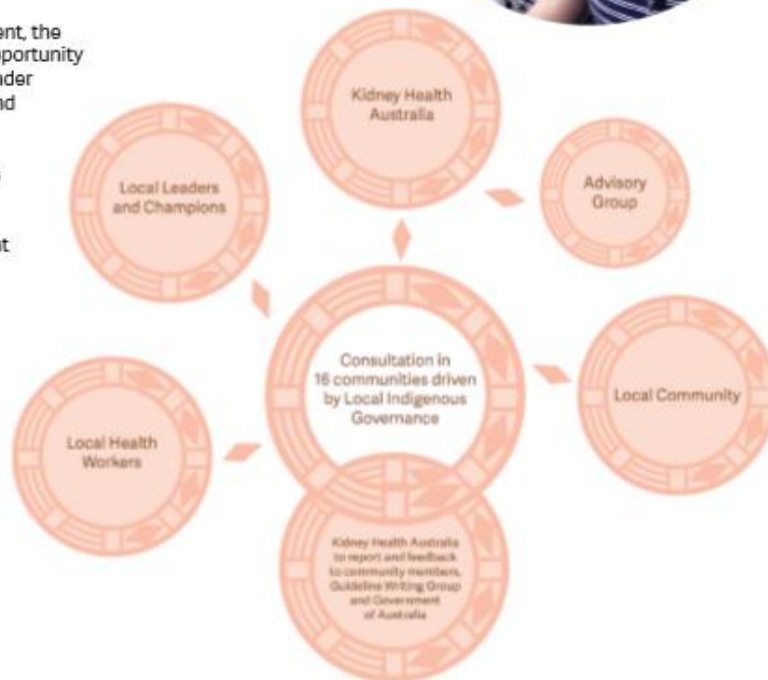 ent, the
portunity
nder
nd
Kidney Health
Australia
Local Leaders
and Champions
Advisory
Group
Consultation in
16 communities driven
by Local Indigenous
Governance
Local Community
Local Health
Workers
Kidney Health Australia
to report and feedback
to community members,
Guideline Writing Group
and Government
of Australia